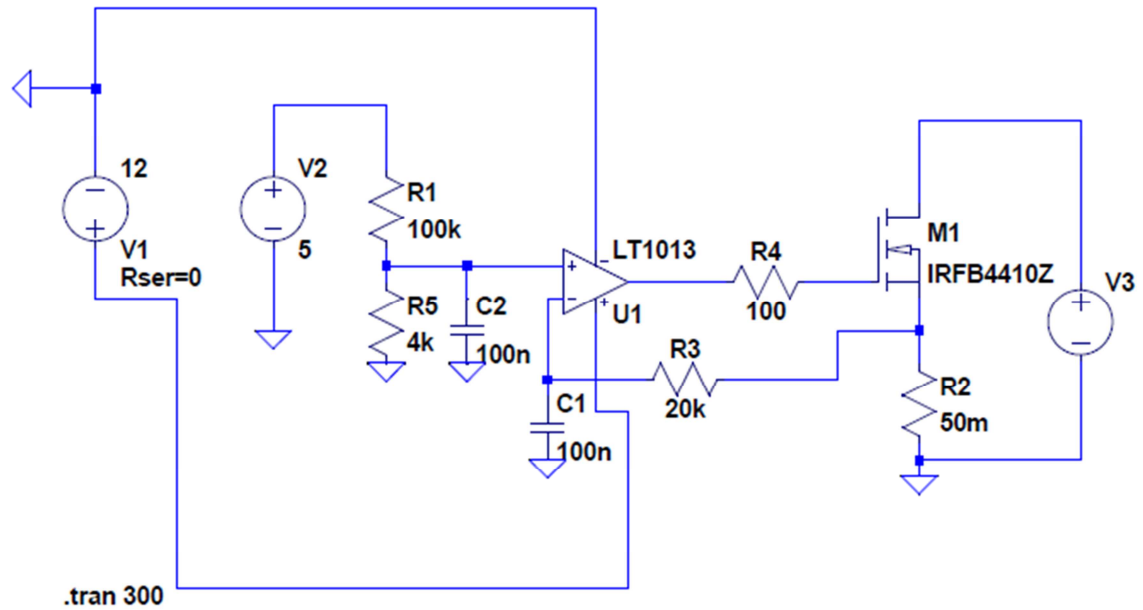 12
V1
Rser=0
V2
5
R1
100k
R5
4k
C2
100n
LT1013
U1
C1
100n
R4
100
R3
20k
M1
IRFB4410Z
R2
50m
V3
.tran 300